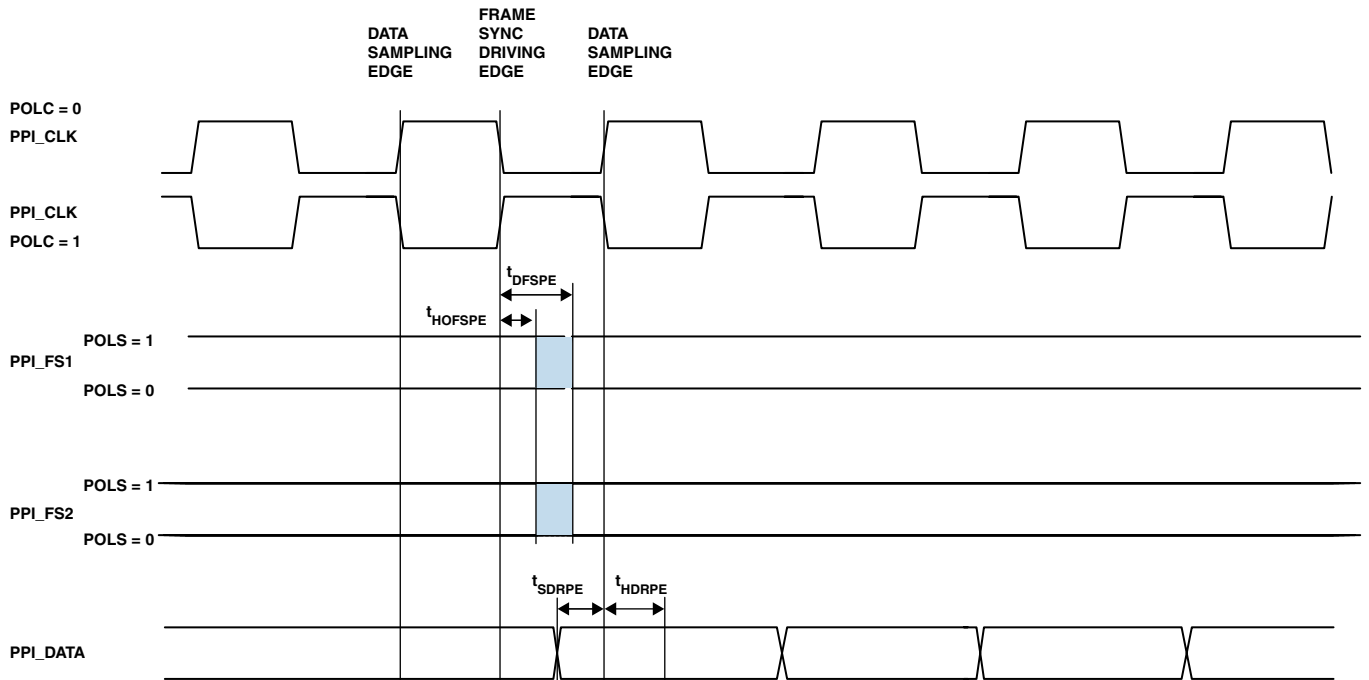 DATA
SAMPLING
EDGE
FRAME
SYNC
DRIVING
EDGE
DATA
SAMPLING
EDGE
POLC = 0
PPI_CLK
PPI_CLK
POLC = 1
tDFSPE
tHOFSPE
POLS = 1
PPI_FS1
POLS = 0
POLS = 1
PPI_FS2
POLS = 0
tSDRPE
tHDRPE
PPI_DATA